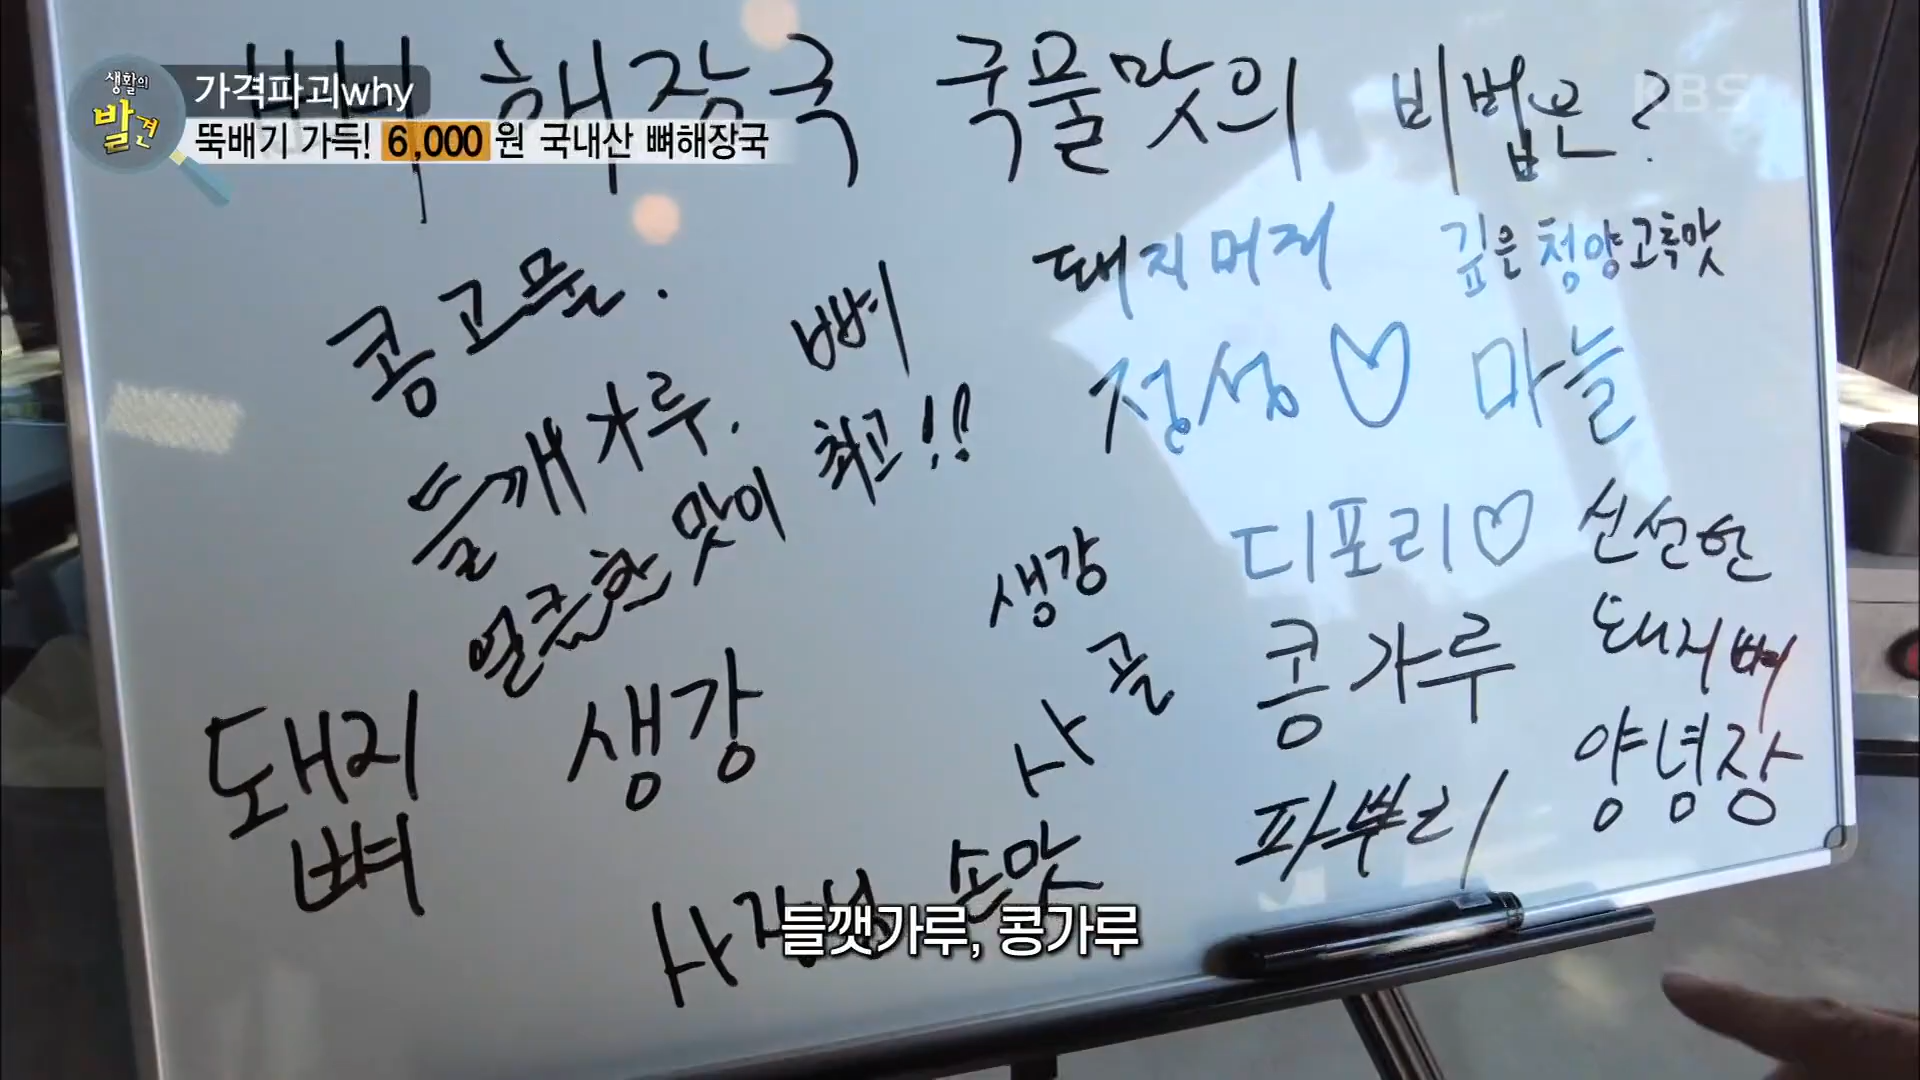 생활의
발견
가격파괴why
뚝배기 가득! 6,000원 국내산 뼈해장국
KBS
뼈 해장국 국물맛의 비법은?
콩고물.
뼈
돼지머리
깊은 청양고추맛
들깨가루.
최고!!
정성♡
마늘
얼큰한 맛이
생강
디포리♡
신선한
돼지뼈
돼지
뼈
생강
사골
콩가루
양념장
파뿌리
사장님 손맛
들깻가루, 콩가루